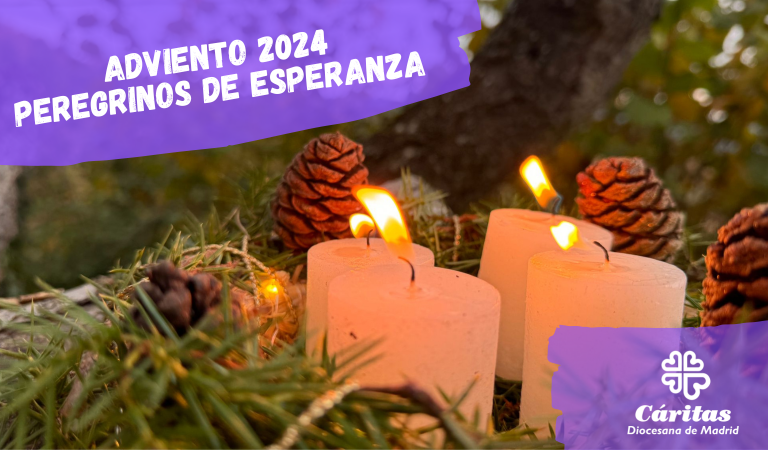 ADVIENTO 2024
PEREGRINOS DE ESPERANZA
Cáritas
Diocesana de Madrid